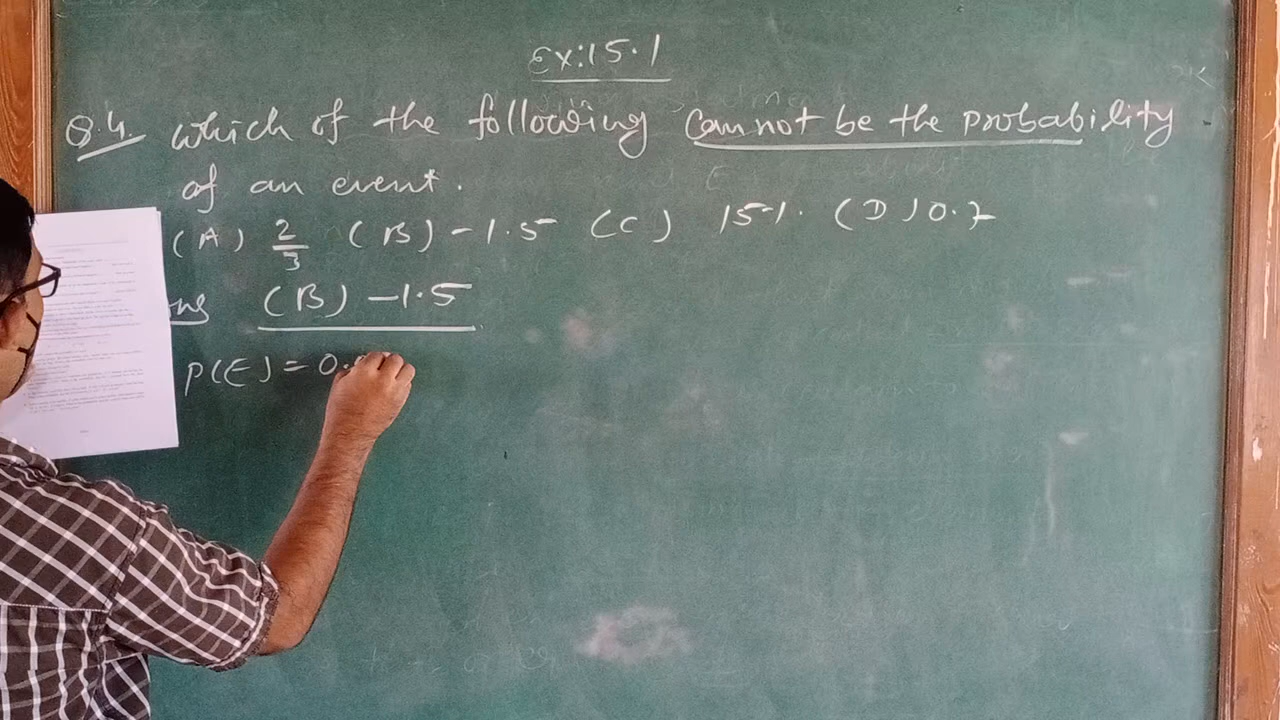 Ex:15.1
Q.4. which of the following cannot be the probability
of an event.
(A) 2/3 (B) -1.5 (C) 15% (D) 0.7
ans (B) -1.5
P(E) = 0.